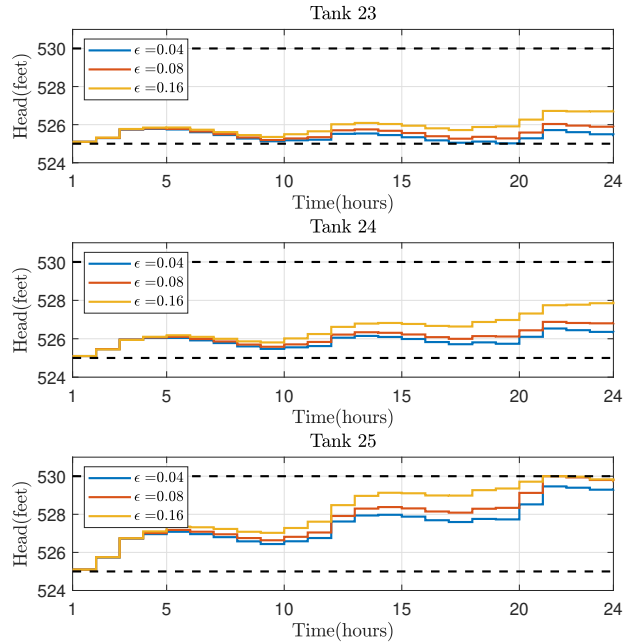 Tank 23
Head(feet)
530
528
526
524
ϵ =0.04
ϵ =0.08
ϵ =0.16
1 5 10 15 20 24
Time(hours)
Tank 24
Head(feet)
530
528
526
524
ϵ =0.04
ϵ =0.08
ϵ =0.16
1 5 10 15 20 24
Time(hours)
Tank 25
Head(feet)
530
528
526
524
ϵ =0.04
ϵ =0.08
ϵ =0.16
1 5 10 15 20 24
Time(hours)